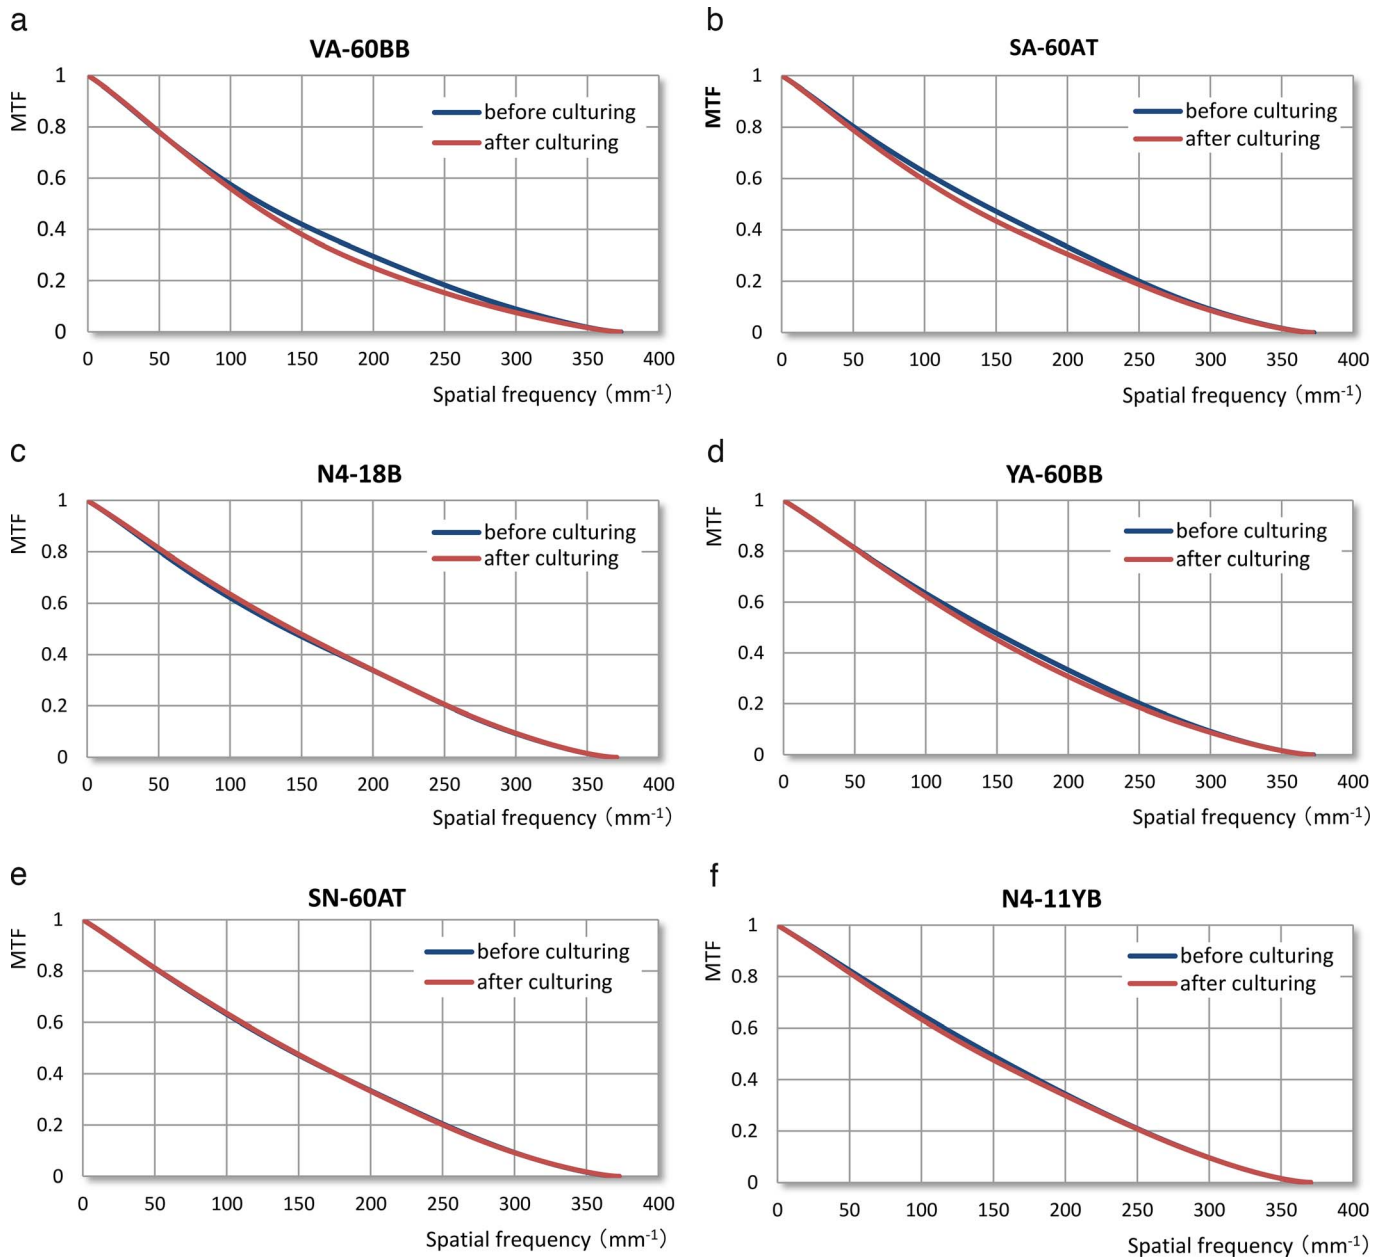 a
VA-60BB
MTF
1
0.8
0.6
0.4
0.2
0
before culturing
after culturing
0 50 100 150 200 250 300 350 400
Spatial frequency（mm-1）
b
SA-60AT
MTF
1
0.8
0.6
0.4
0.2
0
before culturing
after culturing
0 50 100 150 200 250 300 350 400
Spatial frequency（mm-1）
c
N4-18B
MTF
1
0.8
0.6
0.4
0.2
0
before culturing
after culturing
0 50 100 150 200 250 300 350 400
Spatial frequency（mm-1）
d
YA-60BB
MTF
1
0.8
0.6
0.4
0.2
0
before culturing
after culturing
0 50 100 150 200 250 300 350 400
Spatial frequency（mm-1）
e
SN-60AT
MTF
1
0.8
0.6
0.4
0.2
0
before culturing
after culturing
0 50 100 150 200 250 300 350 400
Spatial frequency（mm-1）
f
N4-11YB
MTF
1
0.8
0.6
0.4
0.2
0
before culturing
after culturing
0 50 100 150 200 250 300 350 400
Spatial frequency（mm-1）